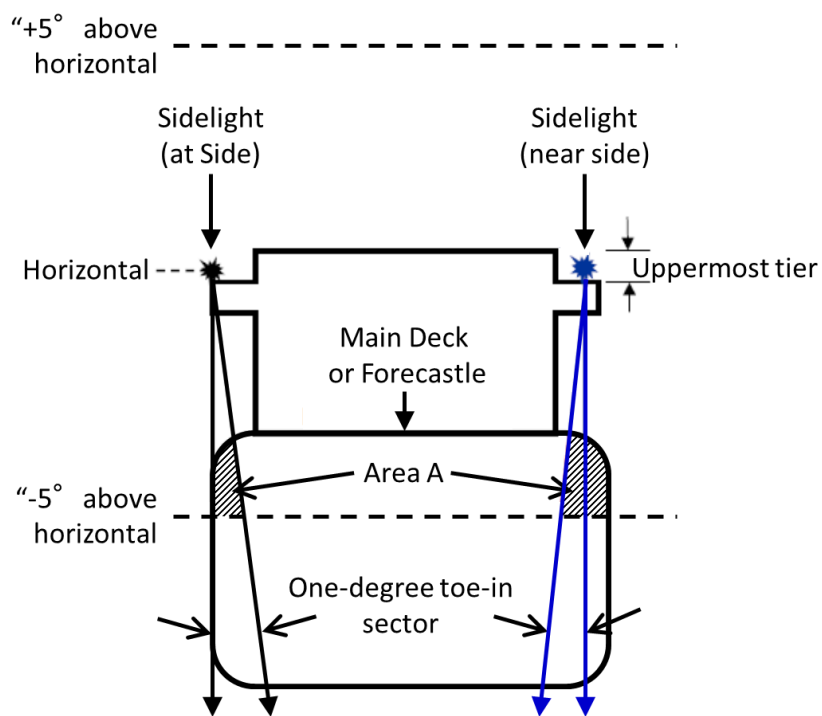 “+5° above
horizontal
Sidelight
(at Side)
Sidelight
(near side)
Horizontal
Uppermost tier
Main Deck
or Forecastle
Area A
“-5° above
horizontal
One-degree toe-in
sector